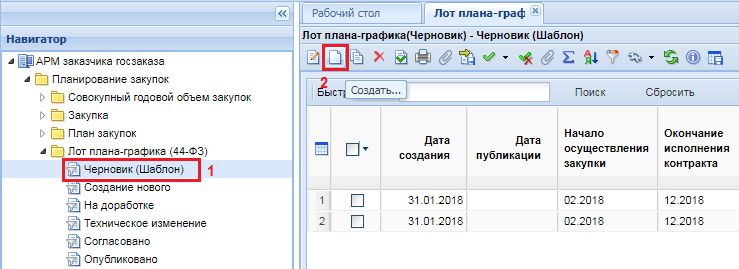 Навигатор
АРМ заказчика госзаказа
Планирование закупок
Совокупный годовой объем закупок
Закупка
План закупок
Лот плана-графика (44-ФЗ)
Черновик (Шаблон) 1
Создание нового
На доработке
Техническое изменение
Согласовано
Опубликовано
Рабочий стол Лот плана-граф
Лот плана-графика(Черновик) - Черновик (Шаблон)
2 Создать...
Быстр Поиск Сбросить
Дата создания Дата публикации Начало осуществления закупки Окончание исполнения контракта
1 31.01.2018 02.2018 12.2018
2 31.01.2018 02.2018 12.2018